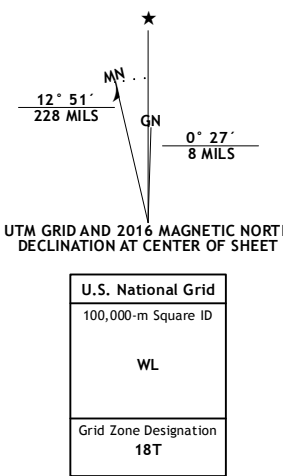 ★
MN
GN
12° 51´
228 MILS
0° 27´
8 MILS
UTM GRID AND 2016 MAGNETIC NORTH
DECLINATION AT CENTER OF SHEET
U.S. National Grid
100,000-m Square ID
WL
Grid Zone Designation
18T